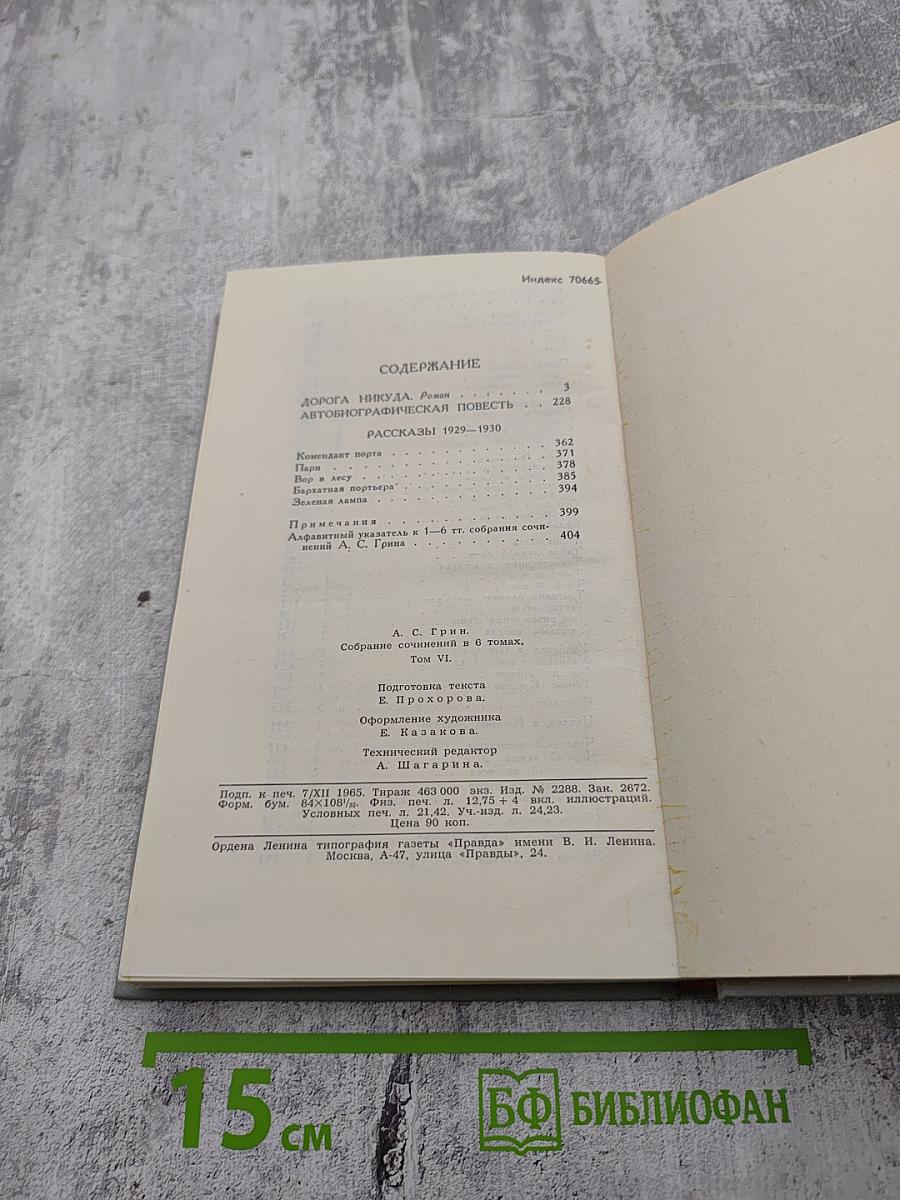 Индекс 70665
СОДЕРЖАНИЕ
ДОРОГА НИКУДА. Роман . . . . . . . 3
АВТОБИОГРАФИЧЕСКАЯ ПОВЕСТЬ . . 228
РАССКАЗЫ 1929—1930
Комендант порта . . . . . . . . . . . 362
Пари . . . . . . . . . . . . . . 371
Вор в лесу . . . . . . . . . . . . 378
Бархатная портьера . . . . . . . . . . 385
Зеленая лампа . . . . . . . . . . . . 394
Примечания . . . . . . . . . . . 399
Алфавитный указатель к 1—6 тт. собрания сочи-
нений А. С. Грина . . . . . . . . . . 404
А. С. Грин.
Собрание сочинений в 6 томах.
Том VI.
Подготовка текста
Е. Прохорова.
Оформление художника
Е. Казакова.
Технический редактор
А. Шагарина.
Подп. к печ. 7/XII 1965. Тираж 463 000 экз. Изд. № 2288. Зак. 2672.
Форм. бум. 84×108¹/₃₂. Физ. печ. л. 12,75 + 4 вкл. иллюстраций.
Условных печ. л. 21,42. Уч.-изд. л. 24,23.
Цена 90 коп.
Ордена Ленина типография газеты «Правда» имени В. И. Ленина.
Москва, А-47, улица «Правды», 24.
15 см
БФ БИБЛИОФАН